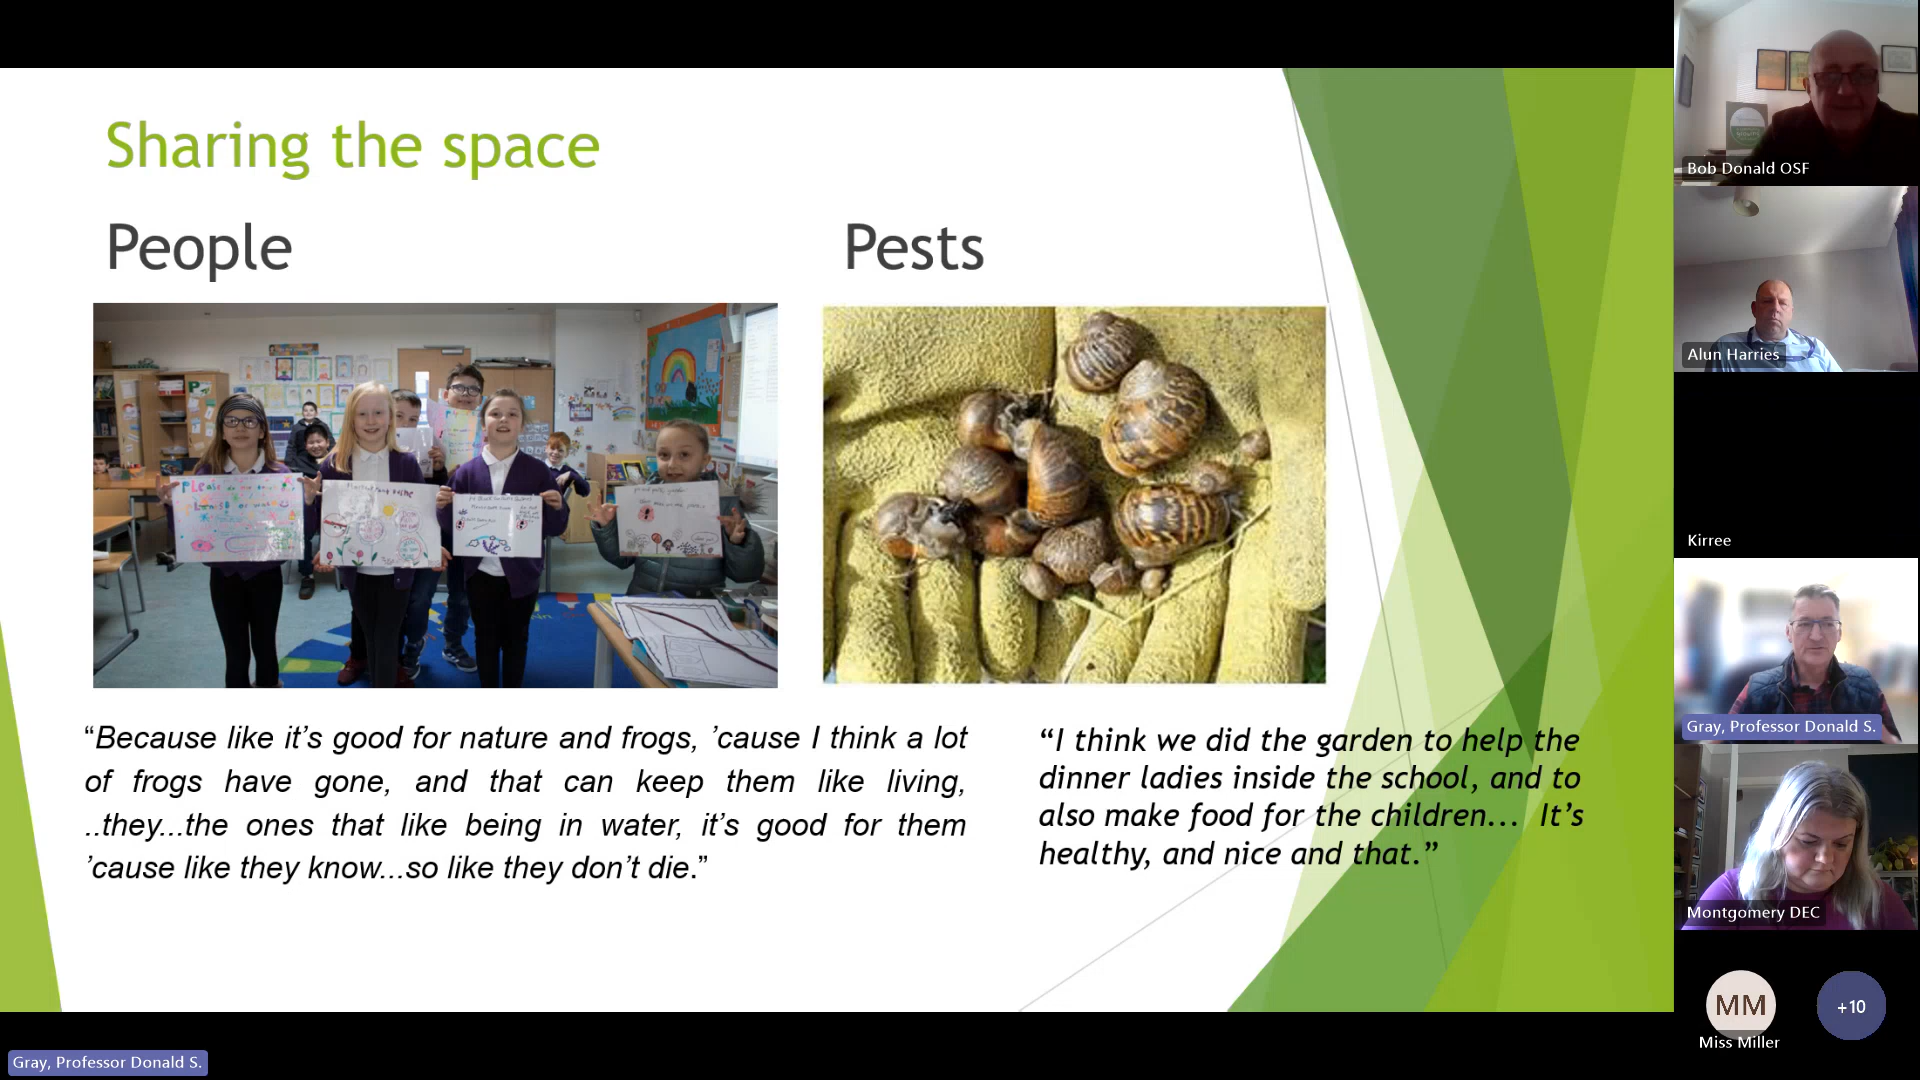 Sharing the space
People
Pests
“Because like it’s good for nature and frogs, ’cause I think a lot
of frogs have gone, and that can keep them like living,
..they...the ones that like being in water, it’s good for them
’cause like they know...so like they don’t die.”
“I think we did the garden to help the
dinner ladies inside the school, and to
also make food for the children... It’s
healthy, and nice and that.”
Bob Donald OSF
Alun Harries
Kirree
Gray, Professor Donald S.
Montgomery DEC
MM
Miss Miller
+10
Gray, Professor Donald S.